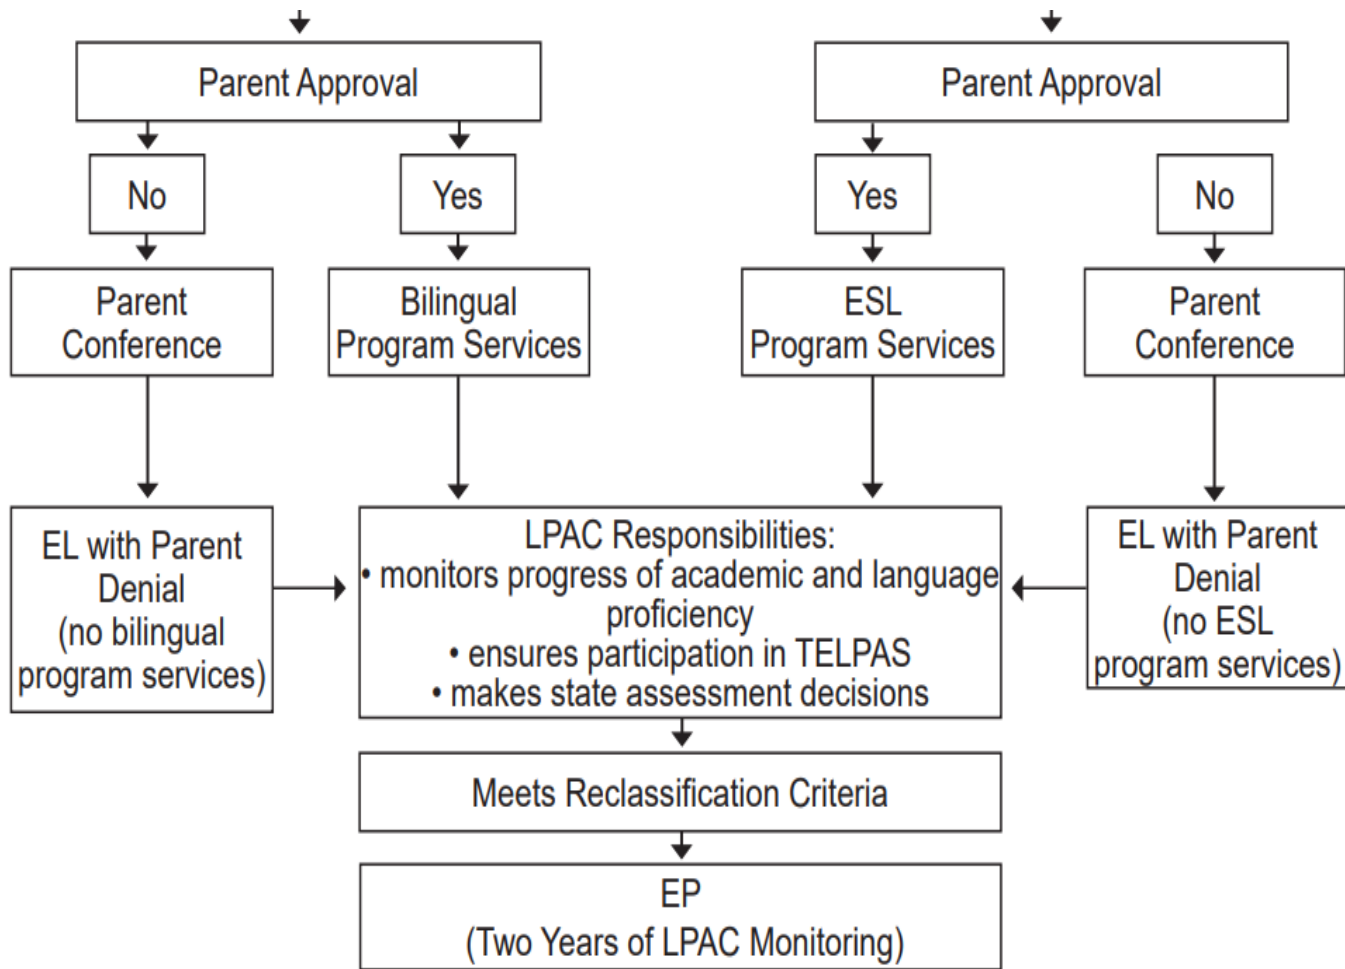 Parent Approval
Parent Approval
No
Yes
Yes
No
Parent
Conference
Bilingual
Program Services
ESL
Program Services
Parent
Conference
EL with Parent
Denial
(no bilingual
program services)
LPAC Responsibilities:
• monitors progress of academic and language
proficiency
• ensures participation in TELPAS
• makes state assessment decisions
EL with Parent
Denial
(no ESL
program services)
Meets Reclassification Criteria
EP
(Two Years of LPAC Monitoring)